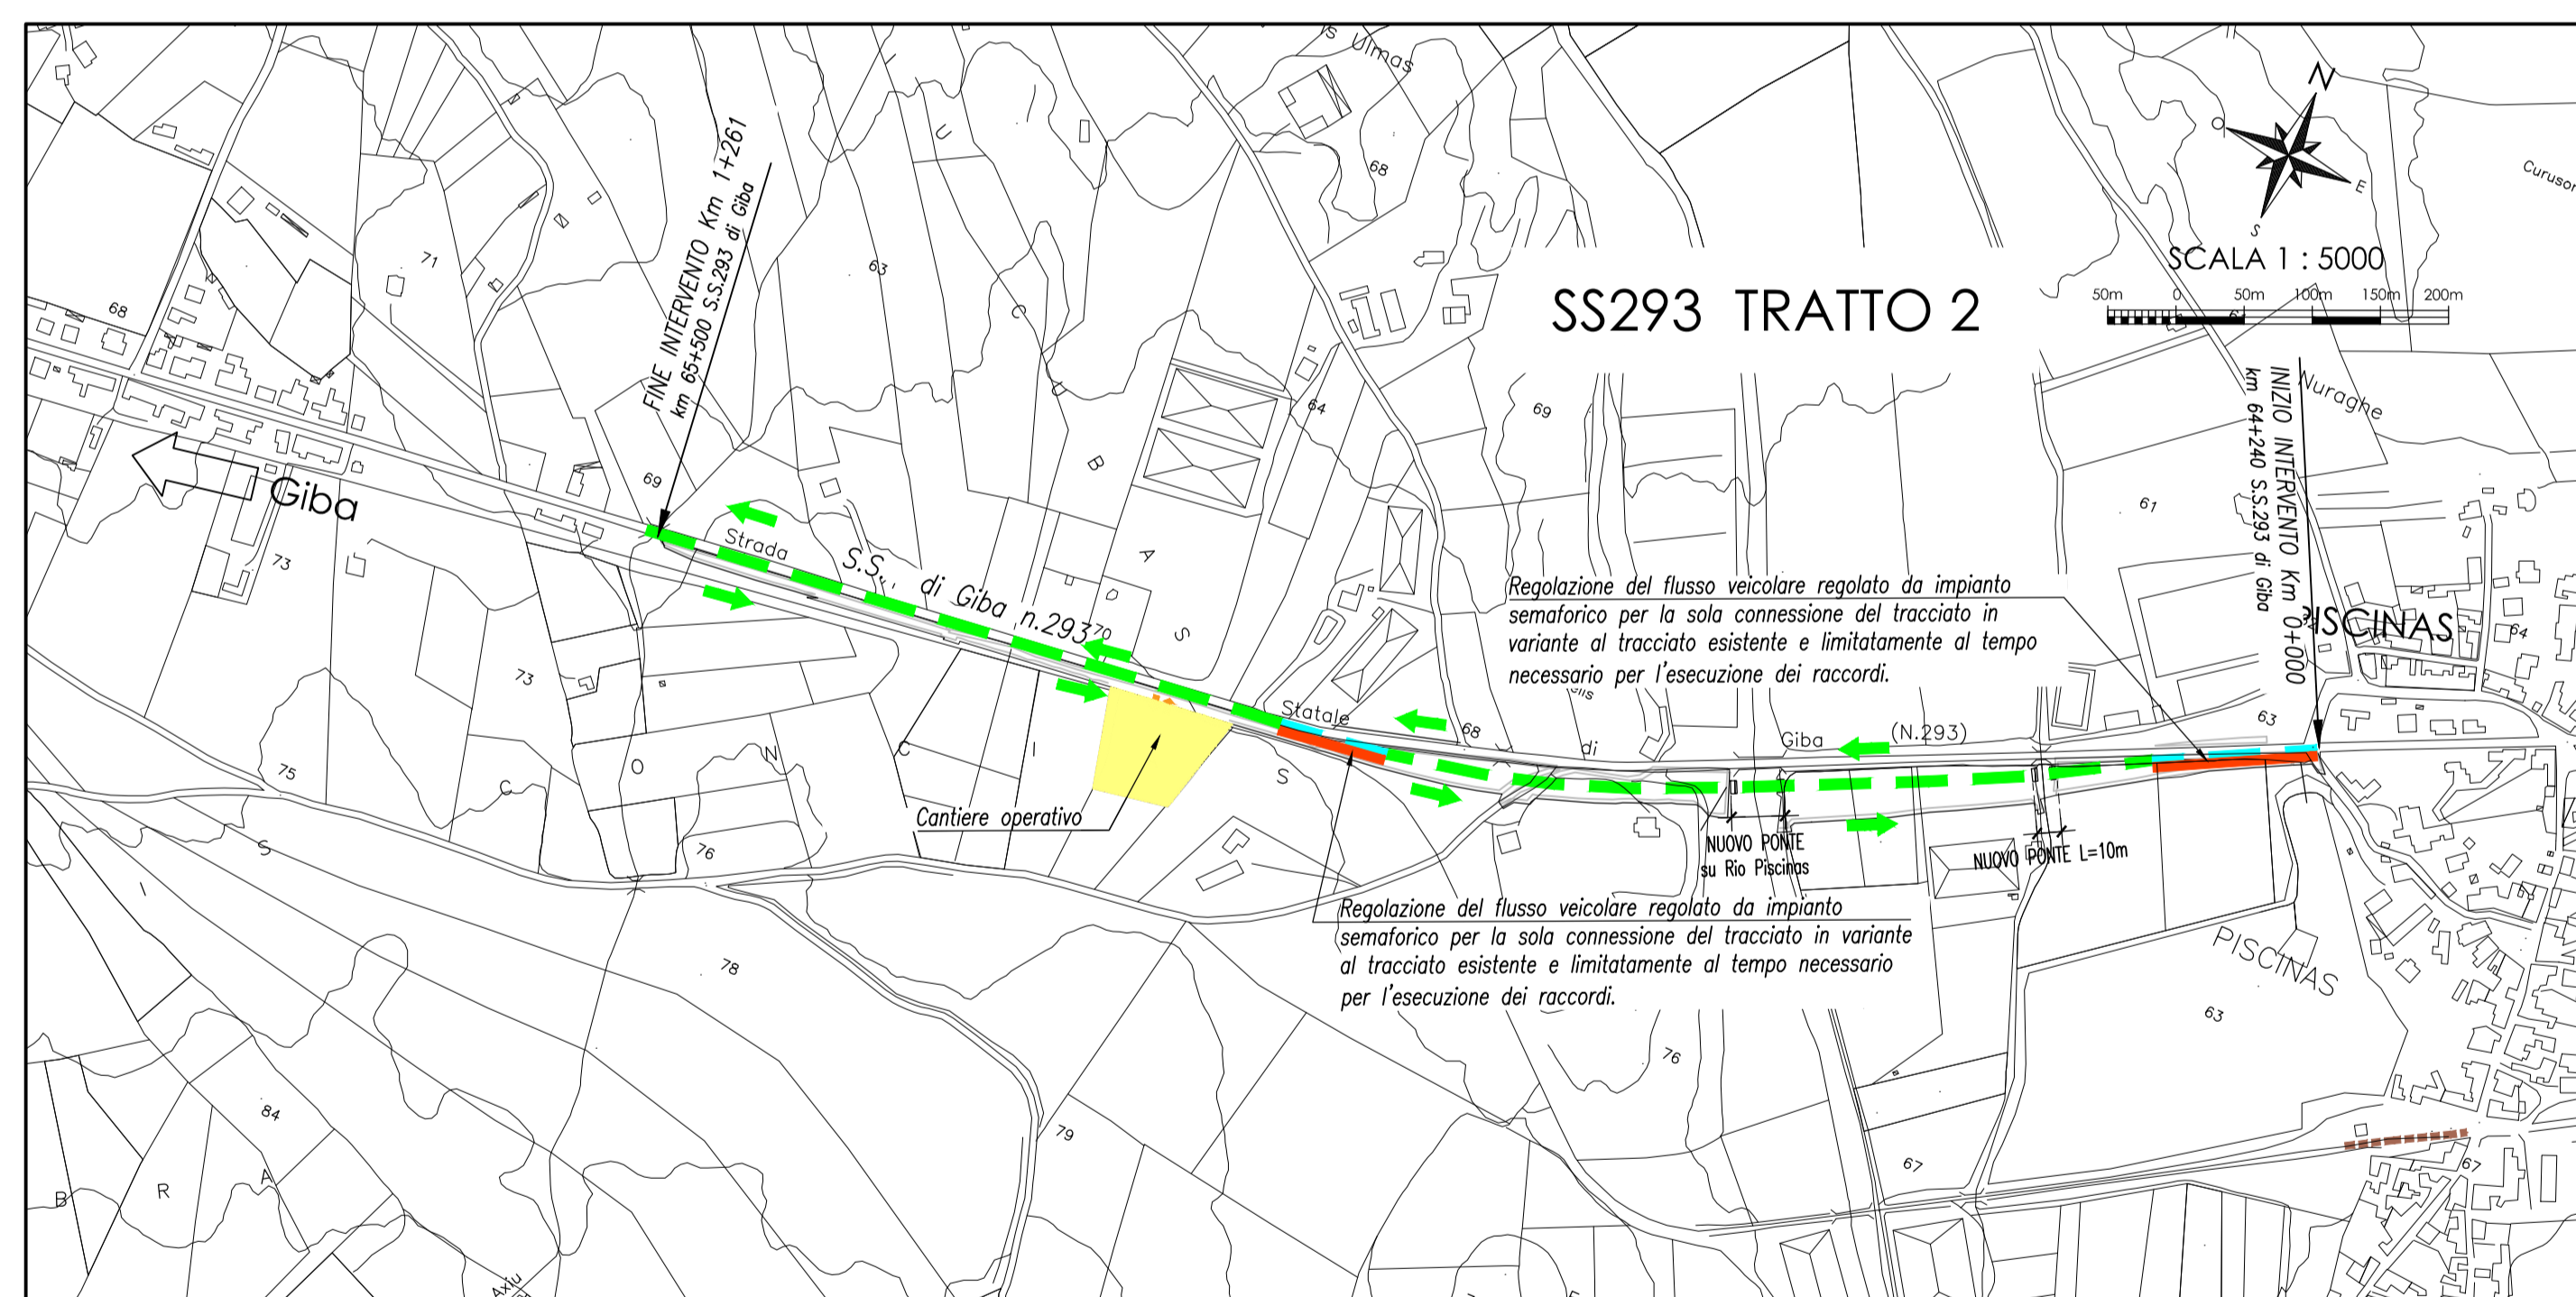 Is Ulmas
N
O
E
S
Curuson
SCALA 1 : 5000
50m 0 50m 100m 150m 200m
SS293 TRATTO 2
FINE INTERVENTO Km 1+261
km 65+500 S.S.293 di Giba
INIZIO INTERVENTO Km 0+000
km 64+240 S.S.293 di Giba
Nuraghe
68
71
63
68
64
69
61
69
Giba
73
Strada
S.S. di Giba n.293
70
Regolazione del flusso veicolare regolato da impianto
semaforico per la sola connessione del tracciato in
variante al tracciato esistente e limitatamente al tempo
necessario per l'esecuzione dei raccordi.
PISCINAS
64
73
Statale
68
di
Giba
(N.293)
63
75
Cantiere operativo
NUOVO PONTE
su Rio Piscinas
NUOVO PONTE L=10m
76
Regolazione del flusso veicolare regolato da impianto
semaforico per la sola connessione del tracciato in variante
al tracciato esistente e limitatamente al tempo necessario
per l'esecuzione dei raccordi.
PISCINAS
78
63
76
84
79
67
67
I U C C U B A S
I S C O N C I S
B R A
Axiu